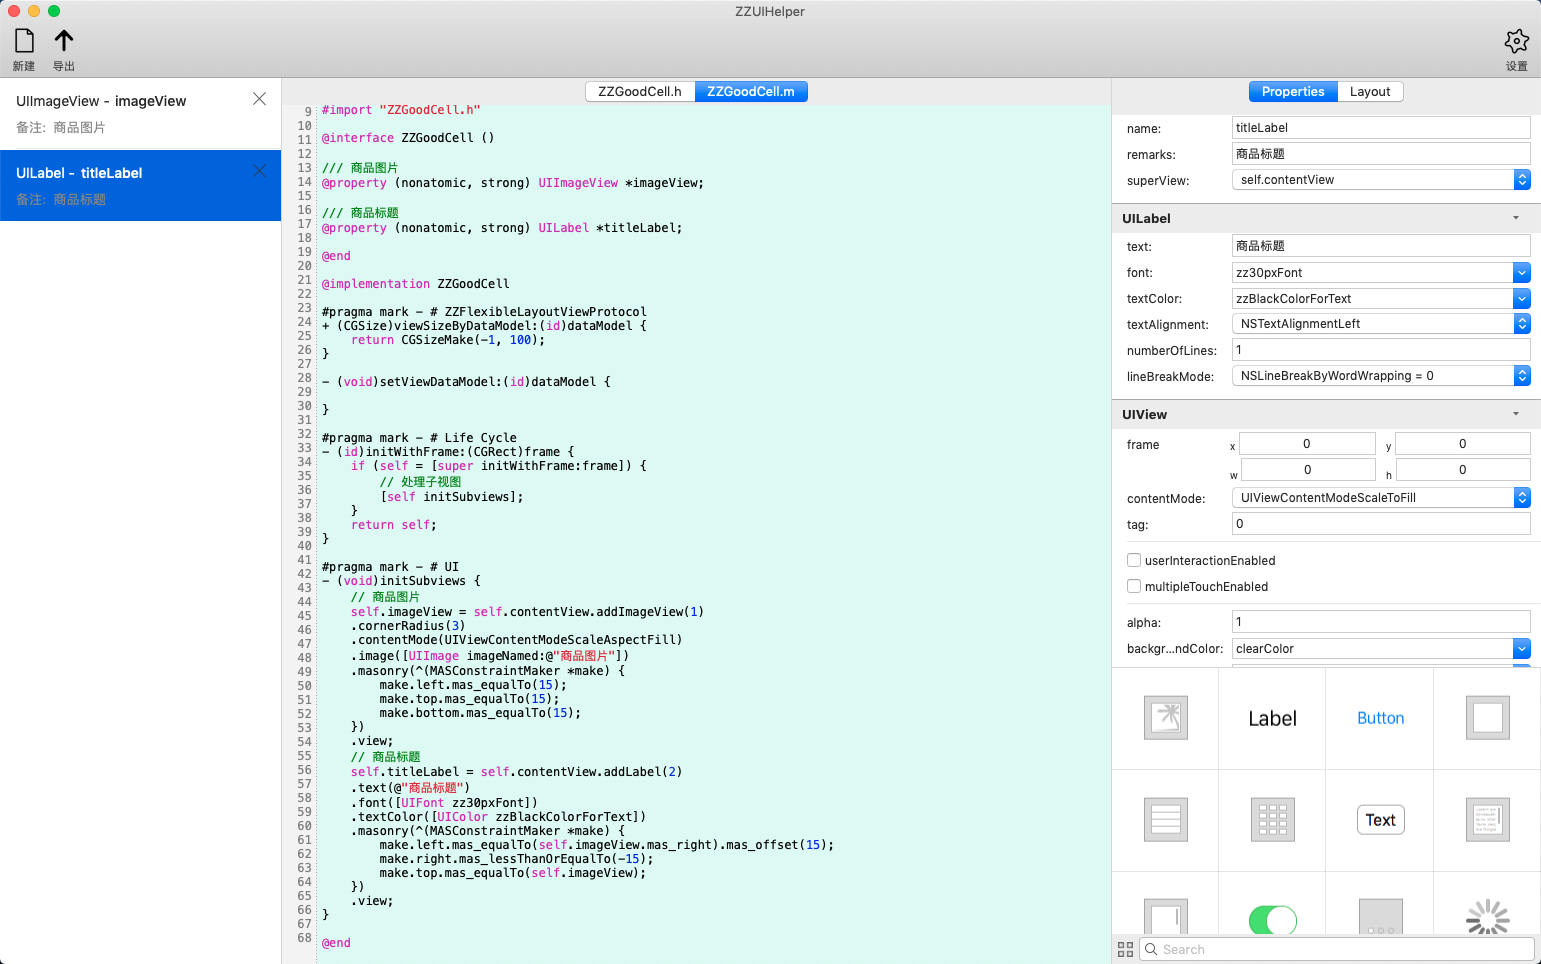 ZZUIHelper
新建
导出
设置
UIImageView - imageView
备注: 商品图片
UILabel - titleLabel
备注: 商品标题
ZZGoodCell.h
ZZGoodCell.m
9 #import "ZZGoodCell.h"
10
11 @interface ZZGoodCell ()
12
13 /// 商品图片
14 @property (nonatomic, strong) UIImageView *imageView;
15
16 /// 商品标题
17 @property (nonatomic, strong) UILabel *titleLabel;
18
19 @end
20
21 @implementation ZZGoodCell
22
23 #pragma mark - # ZZFlexibleLayoutViewProtocol
24 + (CGSize)viewSizeByDataModel:(id)dataModel {
25     return CGSizeMake(-1, 100);
26 }
27
28 - (void)setViewDataModel:(id)dataModel {
29
30 }
31
32 #pragma mark - # Life Cycle
33 - (id)initWithFrame:(CGRect)frame {
34     if (self = [super initWithFrame:frame]) {
35         // 处理子视图
36         [self initSubviews];
37     }
38     return self;
39 }
40
41 #pragma mark - # UI
42 - (void)initSubviews {
43     // 商品图片
44     self.imageView = self.contentView.addImageView(1)
45     .cornerRadius(3)
46     .contentMode(UIViewContentModeScaleAspectFill)
47     .image([UIImage imageNamed:@"商品图片"])
48     .masonry(^(MASConstraintMaker *make) {
49         make.left.mas_equalTo(15);
50         make.top.mas_equalTo(15);
51         make.bottom.mas_equalTo(15);
52     })
53     .view;
54     // 商品标题
55     self.titleLabel = self.contentView.addLabel(2)
56     .text(@"商品标题")
57     .font([UIFont zz30pxFont])
58     .textColor([UIColor zzBlackColorForText])
59     .masonry(^(MASConstraintMaker *make) {
60         make.left.mas_equalTo(self.imageView.mas_right).mas_offset(15);
61         make.right.mas_lessThanOrEqualTo(-15);
62         make.top.mas_equalTo(self.imageView);
63     })
64     .view;
65 }
66
67 @end
68
Properties
Layout
name: titleLabel
remarks: 商品标题
superView: self.contentView
UILabel
text: 商品标题
font: zz30pxFont
textColor: zzBlackColorForText
textAlignment: NSTextAlignmentLeft
numberOfLines: 1
lineBreakMode: NSLineBreakByWordWrapping = 0
UIView
frame x 0 y 0
w 0 h 0
contentMode: UIViewContentModeScaleToFill
tag: 0
userInteractionEnabled
multipleTouchEnabled
alpha: 1
backgr...ndColor: clearColor
Label
Button
Text
Search